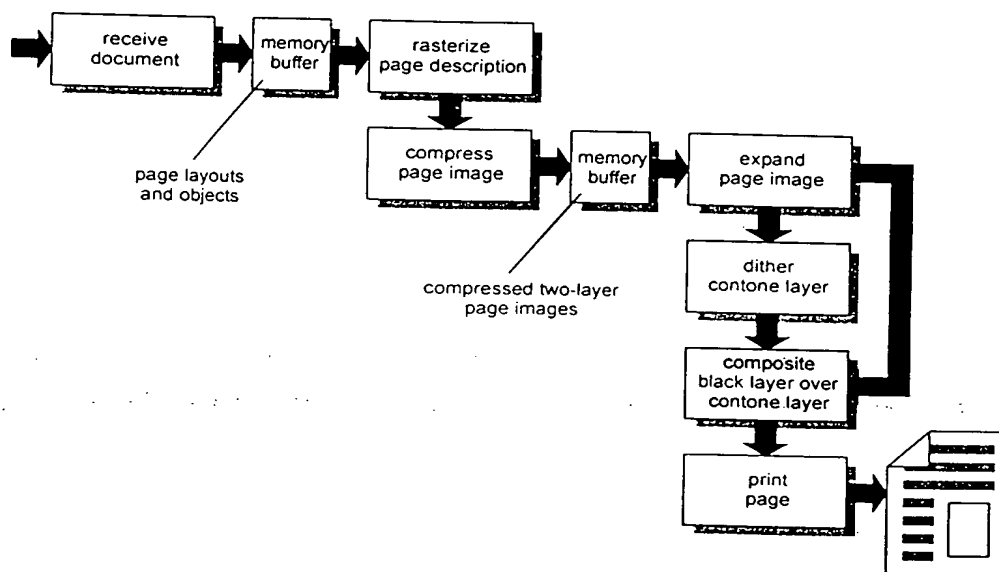 receive
document
memory
buffer
rasterize
page description
page layouts
and objects
compress
page image
memory
buffer
expand
page image
compressed two-layer
page images
dither
contone layer
composite
black layer over
contone layer
print
page